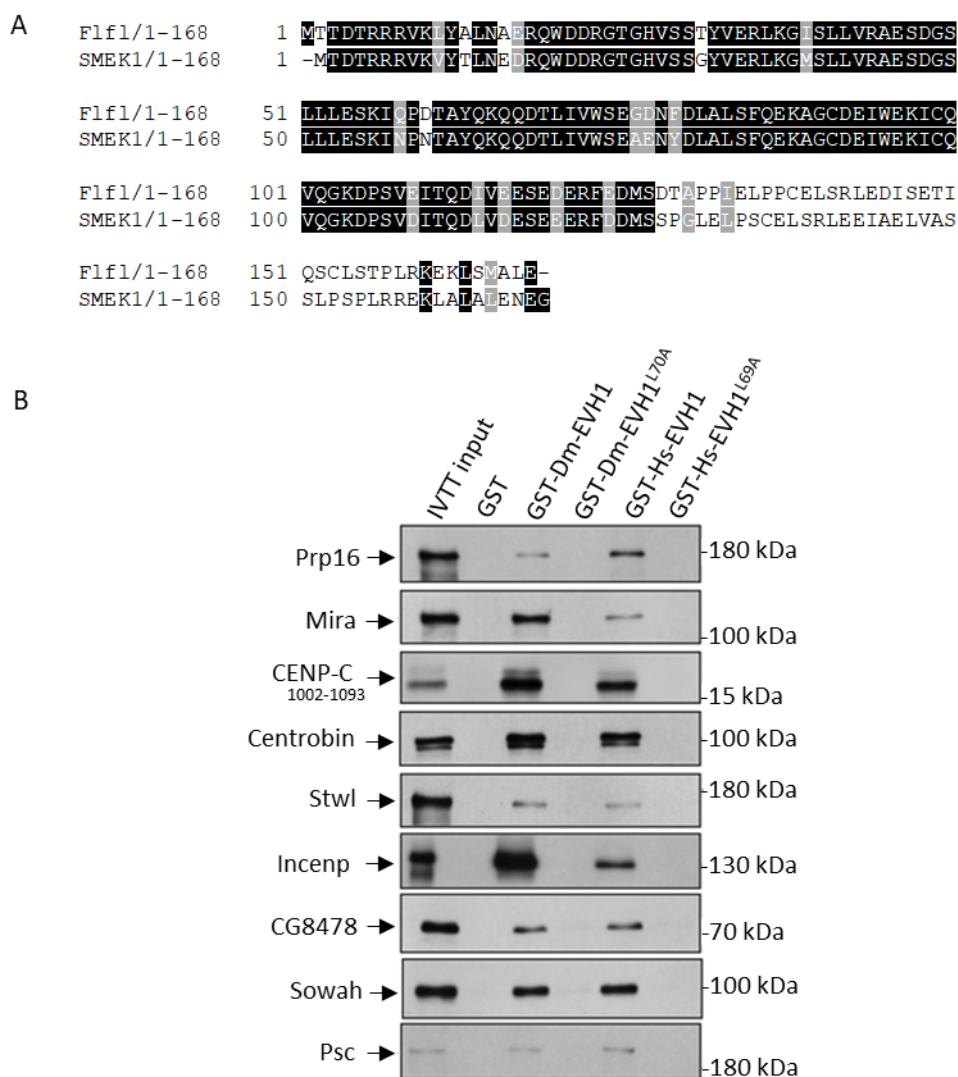 A
Flfl/1-168 1 MTTDTRRRVKLYALNAERQWDDRGTGHVSSTYVERLKGISLLVRAESDGS
SMEK1/1-168 1 -MTDTRRRVKVYTLNEDRQWDDRGTGHVSSGYVERLKGMSLLVRAESDGS
Flfl/1-168 51 LLLESKIQPDTAYQKQQDTLIVWSEGDNFDLALSFQEKAGCDEIWEKICQ
SMEK1/1-168 50 LLLESKINPNTAYQKQQDTLIVWSEAENYDLALSFQEKAGCDEIWEKICQ
Flfl/1-168 101 VQGKDPSVEITQDIVEESEDERFEDMSDTAPPIELPPCELSRLEDISETI
SMEK1/1-168 100 VQGKDPSVDITQDLVDESEEERFDDMSSPGLELPSCELSRLEEIAELVAS
Flfl/1-168 151 QSCLSTPLRKEKLSMALE-
SMEK1/1-168 150 SLPSPLRREKLALALENEG
B
IVTT input
GST
GST-Dm-EVH1
GST-Dm-EVH1L70A
GST-Hs-EVH1
GST-Hs-EVH1L69A
Prp16 -180 kDa
Mira -100 kDa
CENP-C
1002-1093 -15 kDa
Centrobin -100 kDa
Stwl -180 kDa
Incenp -130 kDa
CG8478 -70 kDa
Sowah -100 kDa
Psc -180 kDa